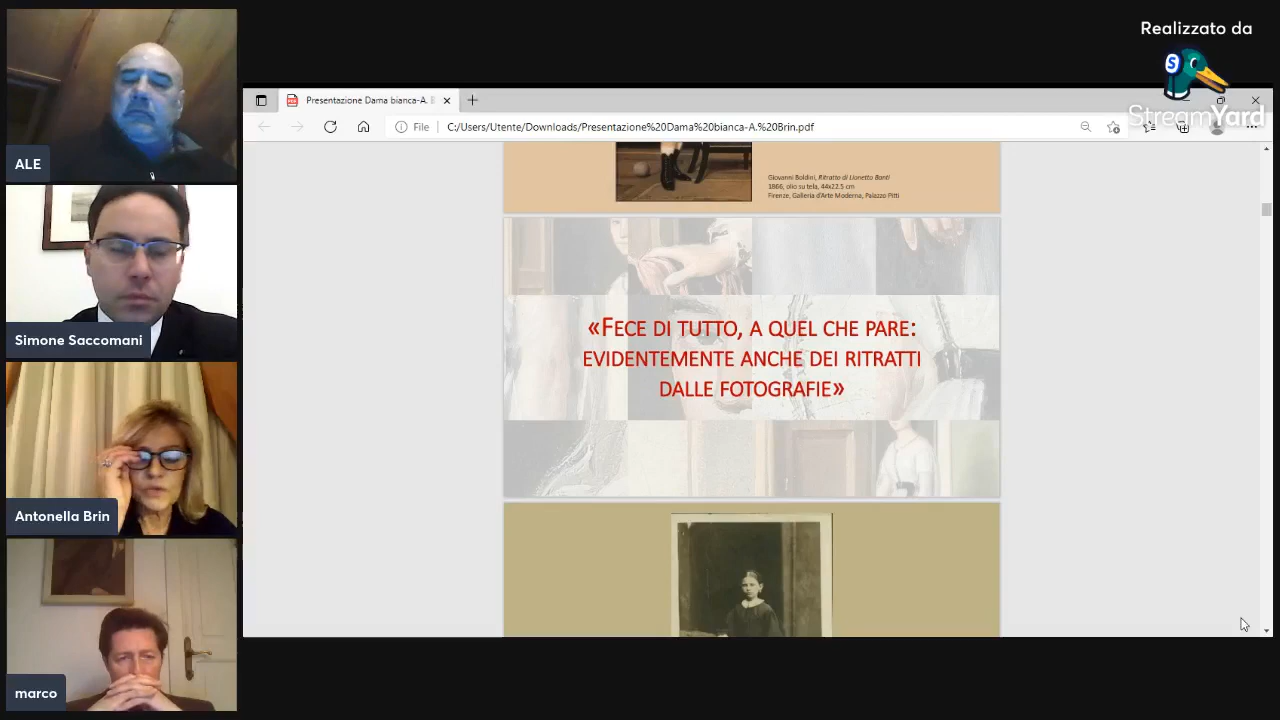 Realizzato da
StreamYard
Presentazione Dama bianca-A.
File
C:/Users/Utente/Downloads/Presentazione%20Dama%20bianca-A.%20Brin.pdf
Giovanni Boldini, Ritratto di Lionetto Banti
1866, olio su tela, 44x22.5 cm
Firenze, Galleria d'Arte Moderna, Palazzo Pitti
«FECE DI TUTTO, A QUEL CHE PARE:
EVIDENTEMENTE ANCHE DEI RITRATTI
DALLE FOTOGRAFIE»
ALE
Simone Saccomani
Antonella Brin
marco